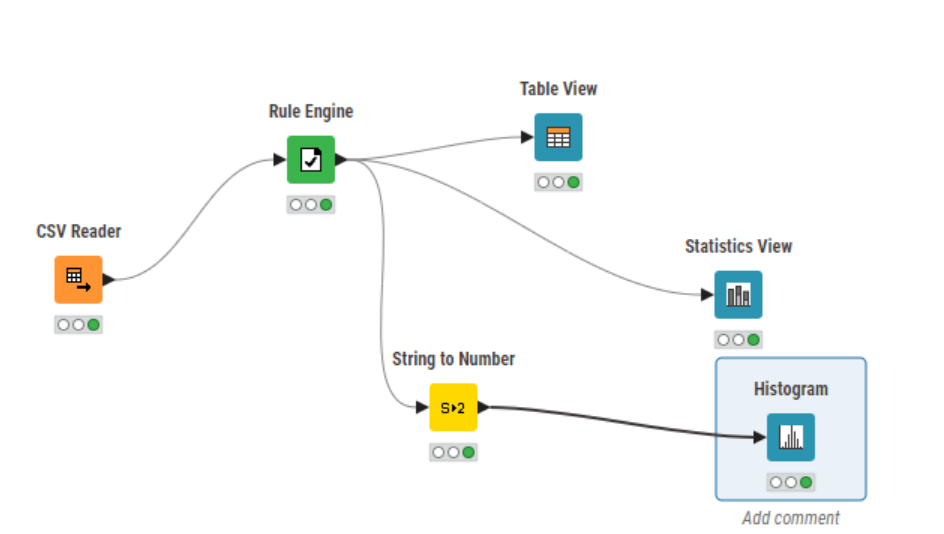 Table View
Rule Engine
CSV Reader
Statistics View
String to Number
S▸2
Histogram
Add comment